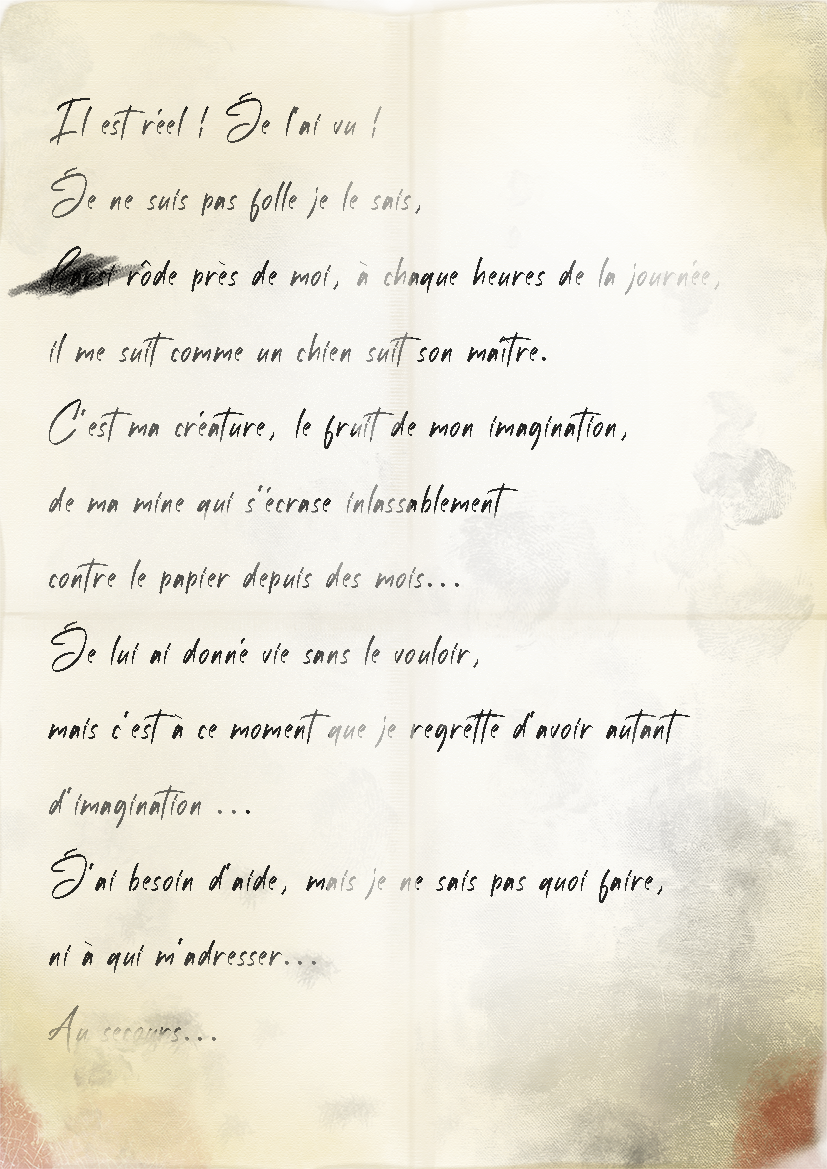 Il est réel ! Je l'ai vu !
Je ne suis pas folle je le sais,
rôde près de moi, à chaque heures de la journée,
il me suit comme un chien suit son maître.
C'est ma créature, le fruit de mon imagination,
de ma mine qui s'écrase inlassablement
contre le papier depuis des mois...
Je lui ai donné vie sans le vouloir,
mais c'est à ce moment que je regrette d'avoir autant
d'imagination ...
J'ai besoin d'aide, mais je ne sais pas quoi faire,
ni à qui m'adresser...
Au secours...